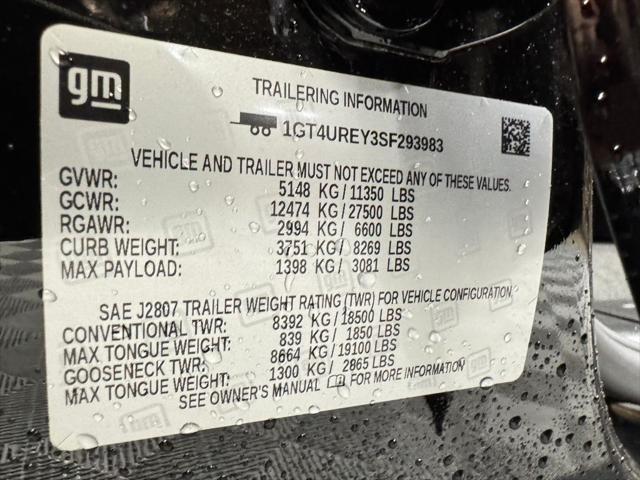 gm
TRAILERING INFORMATION
1GT4UREY3SF293983
VEHICLE AND TRAILER MUST NOT EXCEED ANY OF THESE VALUES.
GVWR: 5148 KG/11350 LBS
GCWR: 12474 KG/27500 LBS
RGAWR: 2994 KG/ 6600 LBS
CURB WEIGHT: 3751 KG/ 8269 LBS
MAX PAYLOAD: 1398 KG/ 3081 LBS
SAE J2807 TRAILER WEIGHT RATING (TWR) FOR VEHICLE CONFIGURATION
CONVENTIONAL TWR: 8392 KG/18500 LBS
MAX TONGUE WEIGHT: 839 KG/ 1850 LBS
GOOSENECK TWR: 8664 KG/19100 LBS
MAX TONGUE WEIGHT: 1300 KG/ 2865 LBS
SEE OWNER'S MANUAL FOR MORE INFORMATION